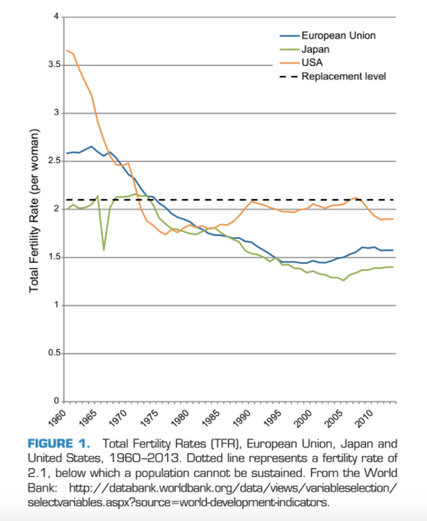 4
European Union
Japan
3.5
USA
Replacement level
3
2.5
2
1.5
1
0.5
0
Total Fertility Rate (per woman)
1960
1965
1970
1975
1980
1985
1990
1995
2000
2005
2010
FIGURE 1. Total Fertility Rates (TFR), European Union, Japan and
United States, 1960–2013. Dotted line represents a fertility rate of
2.1, below which a population cannot be sustained. From the World
Bank: http://databank.worldbank.org/data/views/variableselection/
selectvariables.aspx?source=world-development-indicators.